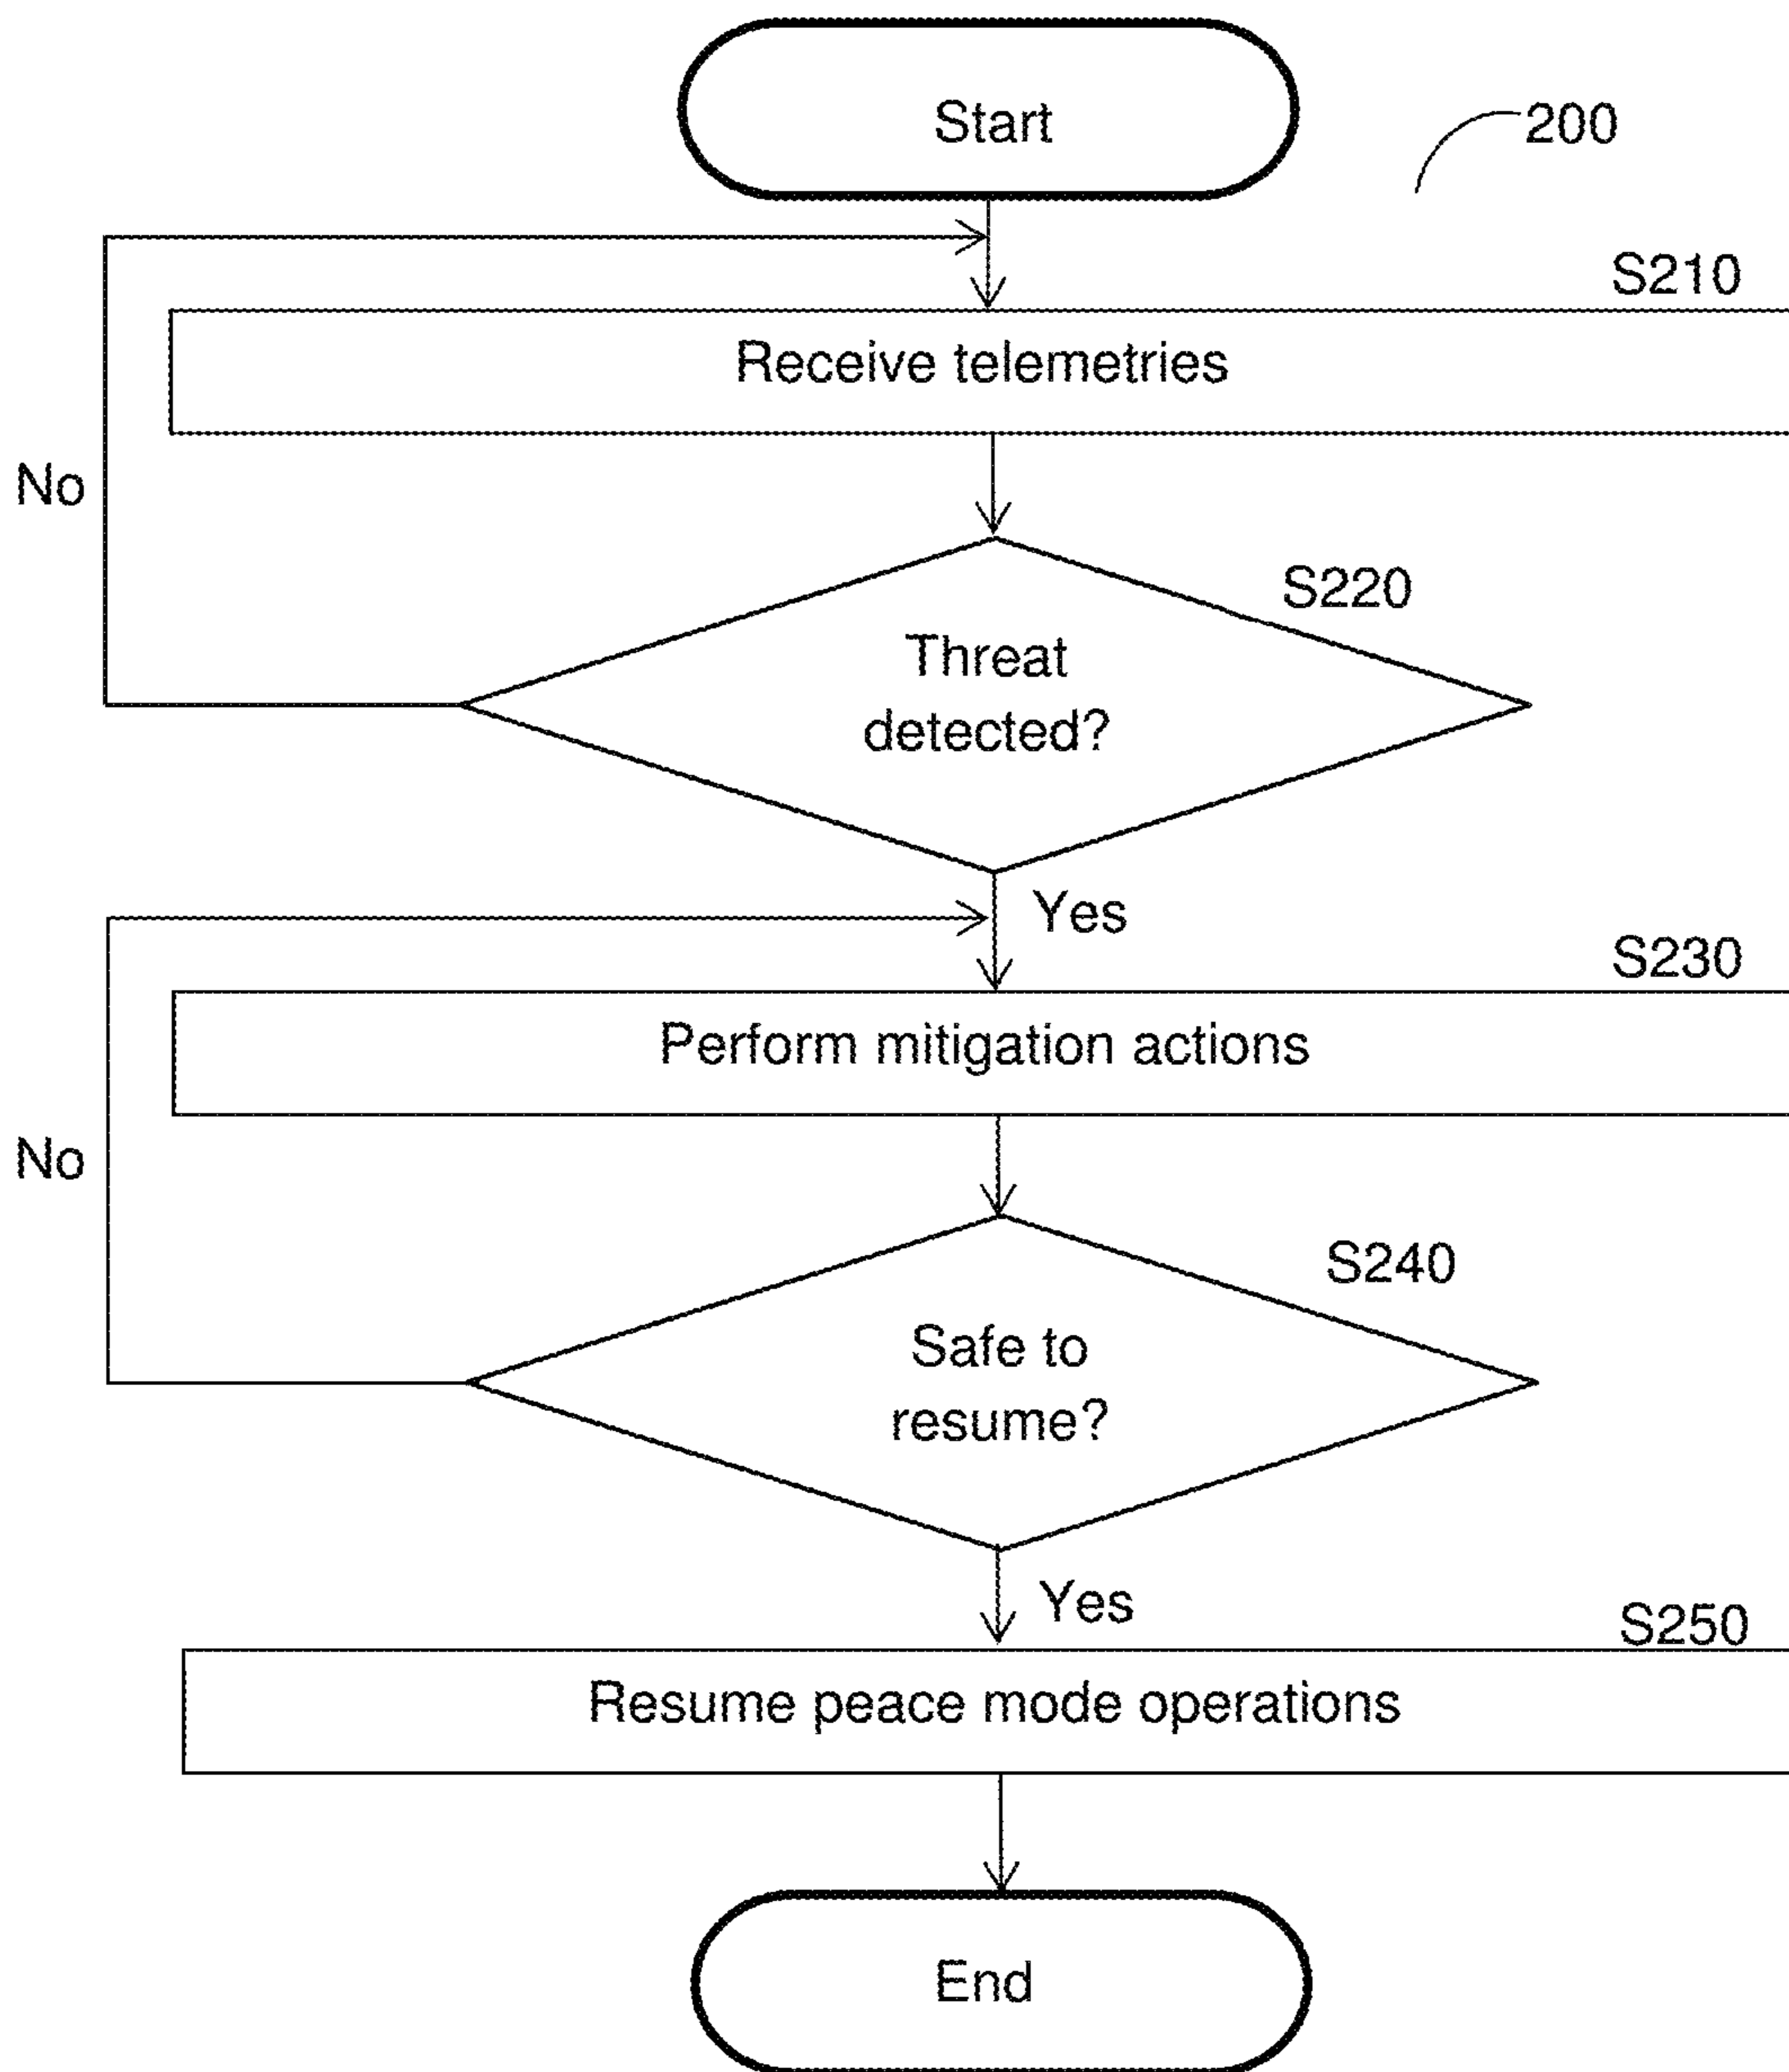 Start
200
S210
Receive telemetries
No
S220
Threat
detected?
Yes
S230
Perform mitigation actions
No
S240
Safe to
resume?
Yes
S250
Resume peace mode operations
End